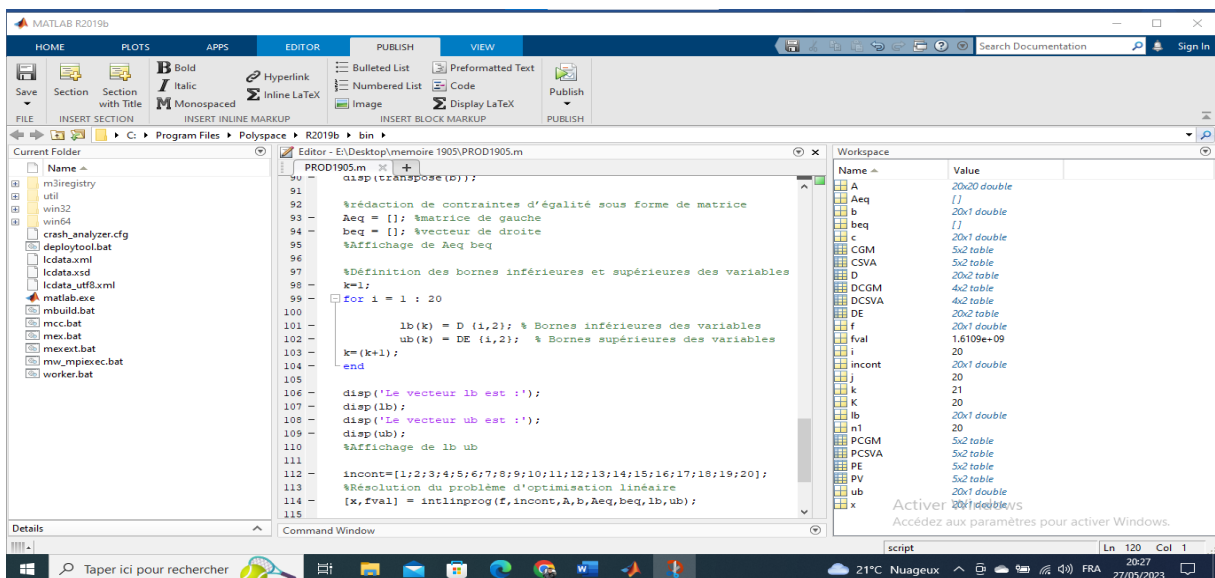 MATLAB R2019b
HOME PLOTS APPS EDITOR PUBLISH VIEW Search Documentation Sign In
Save
Section
Section with Title
B Bold
I Italic
M Monospaced
Hyperlink
Inline LaTeX
Bulleted List
Numbered List
Image
Preformatted Text
Code
Display LaTeX
Publish
FILE INSERT SECTION INSERT INLINE MARKUP INSERT BLOCK MARKUP PUBLISH
C: Program Files Polyspace R2019b bin
Current Folder
Name
m3iregistry
util
win32
win64
crash_analyzer.cfg
deploytool.bat
lcdata.xml
lcdata.xsd
lcdata_utf8.xml
matlab.exe
mbuild.bat
mcc.bat
mex.bat
mexext.bat
mw_mpiexec.bat
worker.bat
Details
Editor - E:\Desktop\memoire 1905\PROD1905.m
PROD1905.m
90 – disp(transpose(b));
91
92 %rédaction de contraintes d'égalité sous forme de matrice
93 – Aeq = []; %matrice de gauche
94 – beq = []; %vecteur de droite
95 %Affichage de Aeq beq
96
97 %Définition des bornes inférieures et supérieures des variables
98 – k=1;
99 – for i = 1 : 20
100
101 – lb(k) = D {i,2}; % Bornes inférieures des variables
102 – ub(k) = DE {i,2}; % Bornes supérieures des variables
103 – k=(k+1);
104 – end
105
106 – disp('Le vecteur lb est :');
107 – disp(lb);
108 – disp('Le vecteur ub est :');
109 – disp(ub);
110 %Affichage de lb ub
111
112 – incont=[1;2;3;4;5;6;7;8;9;10;11;12;13;14;15;16;17;18;19;20];
113 %Résolution du problème d'optimisation linéaire
114 – [x,fval] = intlinprog(f,incont,A,b,Aeq,beq,lb,ub);
115
Command Window
Workspace
Name Value
A 20x20 double
Aeq []
b 20x1 double
beq []
c 20x1 double
CGM 5x2 table
CSVA 5x2 table
D 20x2 table
DCGM 4x2 table
DCSVA 4x2 table
DE 20x2 table
f 20x1 double
fval 1.6109e+09
i 20
incont 20x1 double
j 20
k 21
K 20
lb 20x1 double
n1 20
PCGM 5x2 table
PCSVA 5x2 table
PE 5x2 table
PV 5x2 table
ub 20x1 double
x 20x1 double
Activer Windows
Accédez aux paramètres pour activer Windows.
script Ln 120 Col 1
Taper ici pour rechercher
21°C Nuageux FRA
20:27
27/05/2023